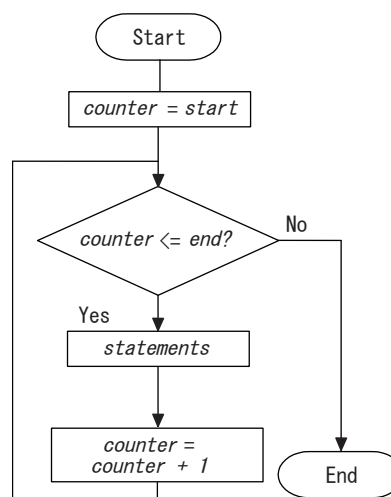 Start
counter = start
counter <= end?
No
Yes
statements
counter =
counter + 1
End